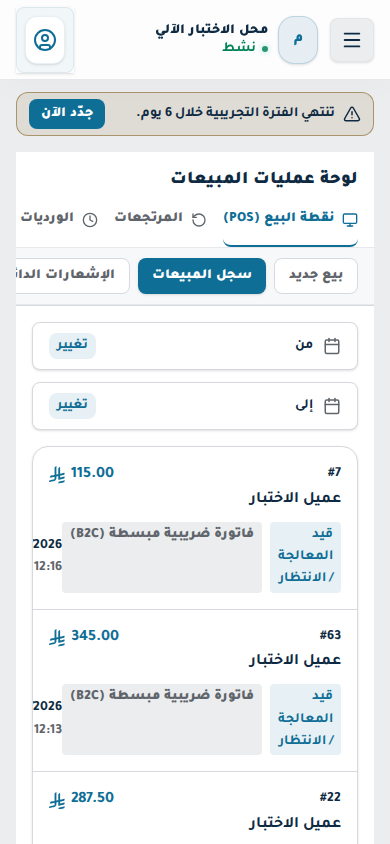 محل الاختبار الآلي
نشط
م
تنتهي الفترة التجريبية خلال 6 يوم.
جدّد الآن
لوحة عمليات المبيعات
نقطة البيع (POS)
المرتجعات
الورديات
بيع جديد
سجل المبيعات
الإشعارات الدائ
من
تغيير
إلى
تغيير
#7
115.00
عميل الاختبار
قيد المعالجة / الانتظار
فاتورة ضريبية مبسطة (B2C)
2026
12:16
#63
345.00
عميل الاختبار
قيد المعالجة / الانتظار
فاتورة ضريبية مبسطة (B2C)
2026
12:13
#22
287.50
عميل الاختبار